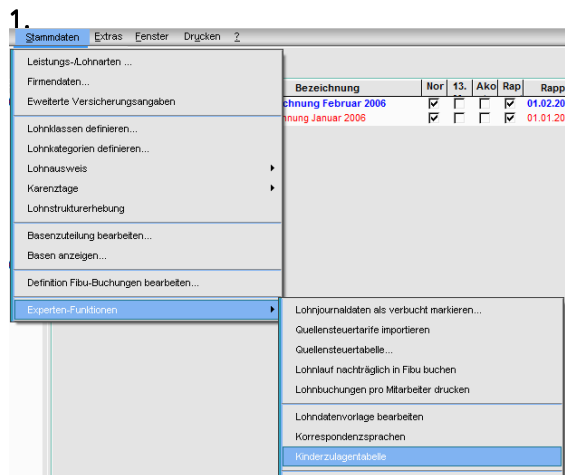 1.
Stammdaten Extras Fenster Drucken ?
Leistungs-/Lohnarten ...
Firmendaten...
Eweiterte Versicherungsangaben
Bezeichnung Nor 13. Ako Rap Rapp
chnung Februar 2006 01.02.20
nnung Januar 2006 01.01.20
Lohnklassen definieren...
Lohnkategorien definieren...
Lohnausweis
Karenztage
Lohnstrukturerhebung
Basenzuteilung bearbeiten...
Basen anzeigen...
Definition Fibu-Buchungen bearbeiten...
Experten-Funktionen
Lohnjournaldaten als verbucht markieren...
Quellensteuertarife importieren
Quellensteuertabelle...
Lohnlauf nachträglich in Fibu buchen
Lohnbuchungen pro Mitarbeiter drucken
Lohndatenvorlage bearbeiten
Korrespondenzsprachen
Kinderzulagentabelle